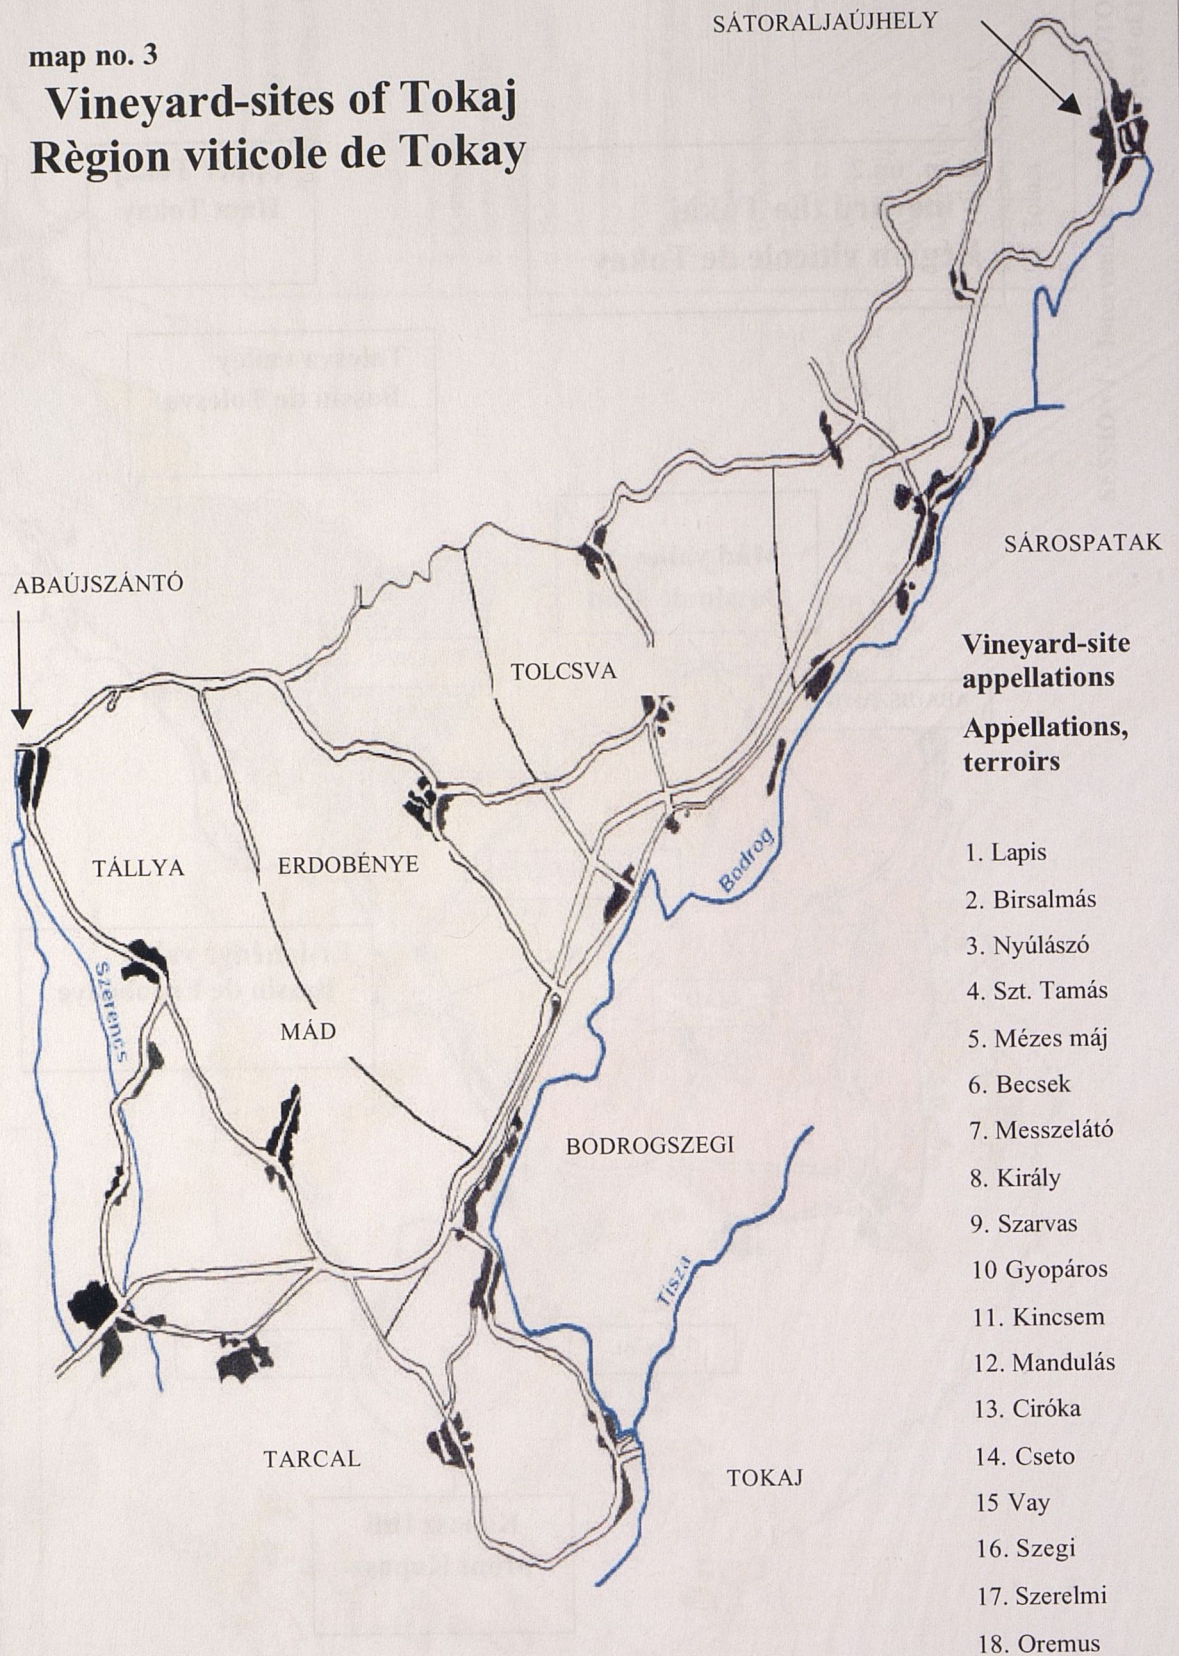 SÁTORALJAÚJHELY
map no. 3
Vineyard-sites of Tokaj
Règion viticole de Tokay
SÁROSPATAK
ABAÚJSZÁNTÓ
TOLCSVA
Vineyard-site
appellations
Appellations,
terroirs
TÁLLYA
ERDOBÉNYE
Bodrog
Szerencs
MÁD
BODROGSZEGI
Tisza
TARCAL
TOKAJ
1. Lapis
2. Birsalmás
3. Nyúlászó
4. Szt. Tamás
5. Mézes máj
6. Becsek
7. Messzelátó
8. Király
9. Szarvas
10 Gyopáros
11. Kincsem
12. Mandulás
13. Ciróka
14. Cseto
15 Vay
16. Szegi
17. Szerelmi
18. Oremus